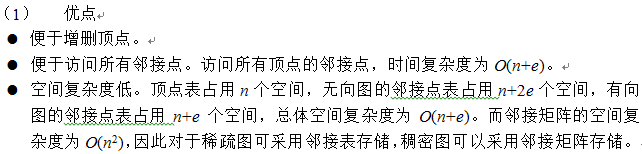 （1） 优点
● 便于增删顶点。
● 便于访问所有邻接点。访问所有顶点的邻接点，时间复杂度为 O(n+e)。
● 空间复杂度低。顶点表占用 n 个空间，无向图的邻接点表占用 n+2e 个空间，有向
图的邻接点表占用 n+e 个空间，总体空间复杂度为 O(n+e)。而邻接矩阵的空间复
杂度为 O(n²)，因此对于稀疏图可采用邻接表存储，稠密图可以采用邻接矩阵存储。